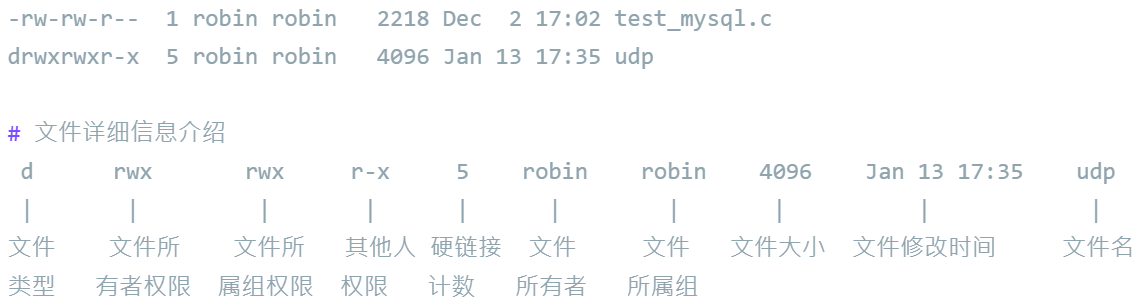 -rw-rw-r--  1 robin robin   2218 Dec  2 17:02 test_mysql.c
drwxrwxr-x  5 robin robin   4096 Jan 13 17:35 udp
# 文件详细信息介绍
d      rwx       rwx     r-x     5    robin    robin    4096    Jan 13 17:35    udp
|       |         |       |      |      |        |       |          |            |
文件    文件所    文件所   其他人 硬链接  文件     文件   文件大小  文件修改时间     文件名
类型   有者权限  属组权限  权限   计数   所有者   所属组